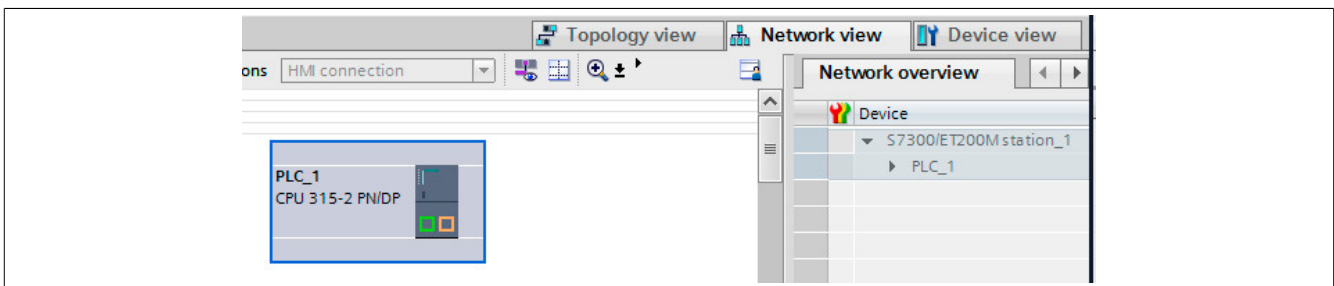 Topology view
Network view
Device view
ons
HMI connection
Network overview
Device
S7300/ET200M station_1
PLC_1
PLC_1
CPU 315-2 PN/DP